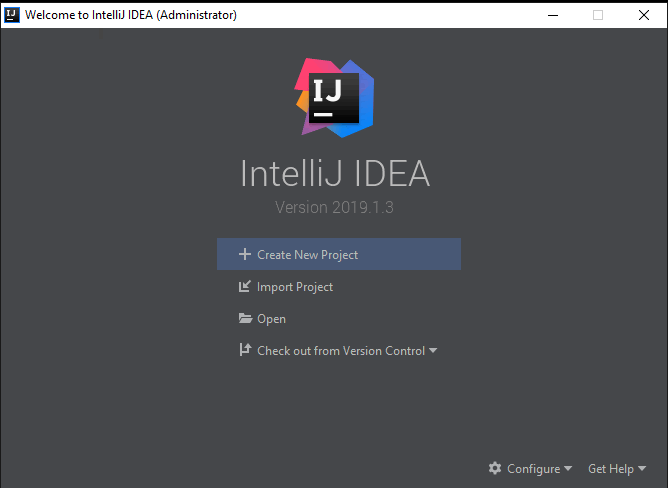 IJ Welcome to IntelliJ IDEA (Administrator)
IJ
IntelliJ IDEA
Version 2019.1.3
Create New Project
Import Project
Open
Check out from Version Control
Configure Get Help